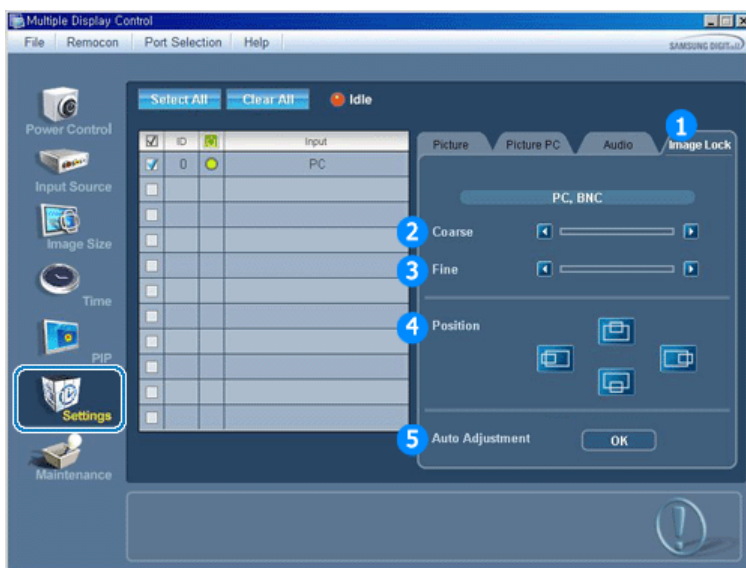 Multiple Display Control
File Remocon Port Selection Help
SAMSUNG DIGITall
Select All Clear All Idle
Power Control
Input Source
Image Size
Time
PIP
Settings
Maintenance
ID Input
0 PC
1
Picture Picture PC Audio Image Lock
PC, BNC
2 Coarse
3 Fine
4 Position
5 Auto Adjustment OK